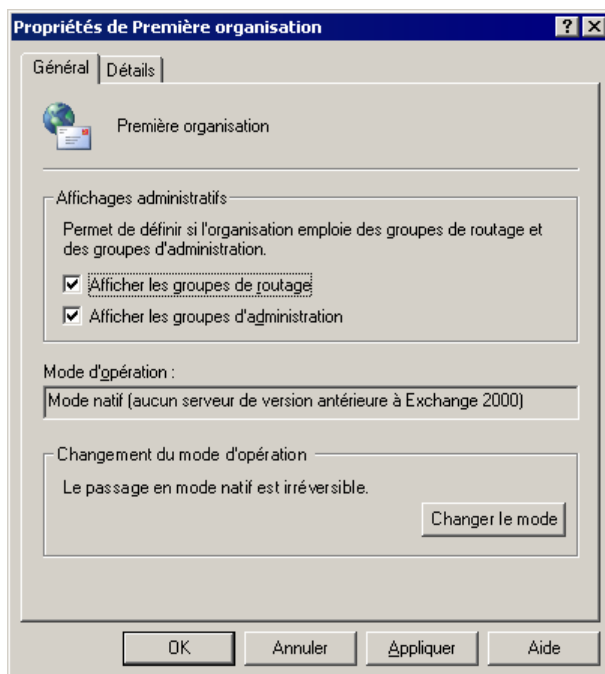 Propriétés de Première organisation
Général
Détails
Première organisation
Affichages administratifs
Permet de définir si l'organisation emploie des groupes de routage et
des groupes d'administration.
Afficher les groupes de routage
Afficher les groupes d'administration
Mode d'opération :
Mode natif (aucun serveur de version antérieure à Exchange 2000)
Changement du mode d'opération
Le passage en mode natif est irréversible.
Changer le mode
OK
Annuler
Appliquer
Aide